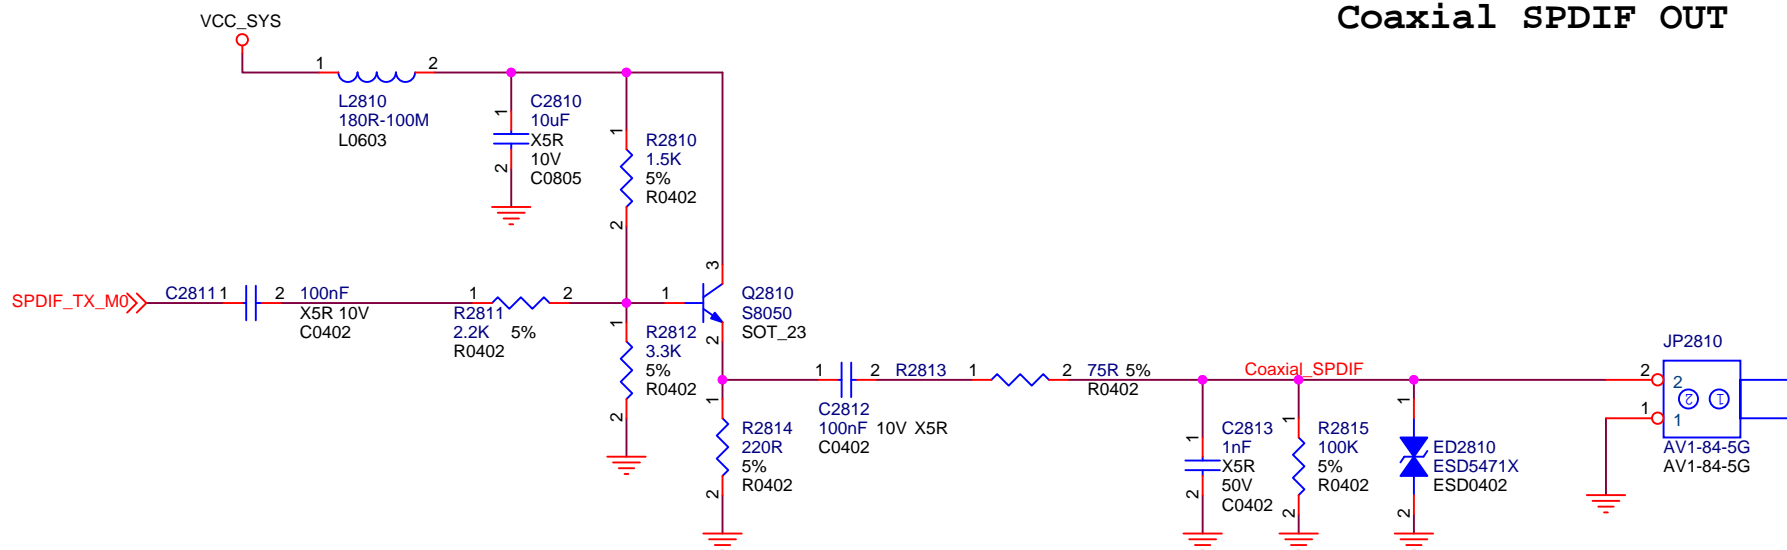 Coaxial SPDIF OUT
VCC_SYS
1
2
L2810
180R-100M
L0603
1
2
C2810
10uF
X5R
10V
C0805
1
2
R2810
1.5K
5%
R0402
SPDIF_TX_M0
C2811
1
2
100nF
X5R 10V
C0402
1
2
R2811
2.2K 5%
R0402
1
2
R2812
3.3K
5%
R0402
1
3
2
Q2810
S8050
SOT_23
1
2
R2814
220R
5%
R0402
1
2
C2812
100nF 10V X5R
C0402
R2813
1
2
75R 5%
R0402
Coaxial_SPDIF
1
2
C2813
1nF
X5R
50V
C0402
1
2
R2815
100K
5%
R0402
1
2
ED2810
ESD5471X
ESD0402
JP2810
2
2
1
1
2
1
AV1-84-5G
AV1-84-5G